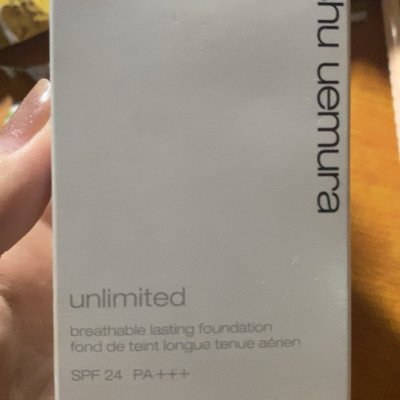 hu uemura
unlimited
breathable lasting foundation
fond de teint longue tenue aérien
SPF 24 PA+++